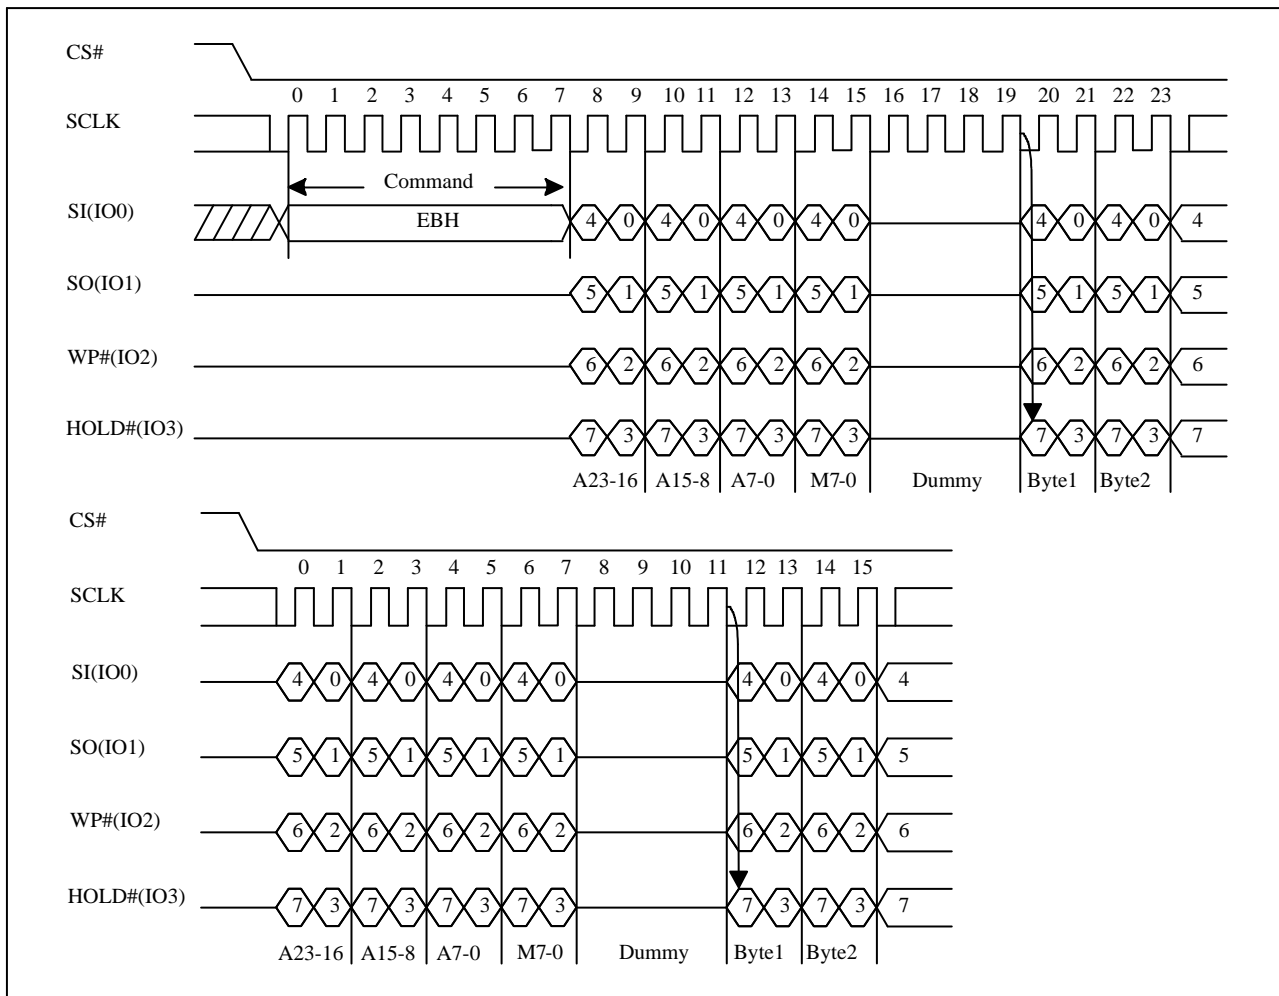 CS#
0 1 2 3 4 5 6 7 8 9 10 11 12 13 14 15 16 17 18 19 20 21 22 23
SCLK
Command
SI(IO0) EBH 4 0 4 0 4 0 4 0 4 0 4 0 4
SO(IO1) 5 1 5 1 5 1 5 1 5 1 5 1 5
WP#(IO2) 6 2 6 2 6 2 6 2 6 2 6 2 6
HOLD#(IO3) 7 3 7 3 7 3 7 3 7 3 7 3 7
A23-16 A15-8 A7-0 M7-0 Dummy Byte1 Byte2
CS#
0 1 2 3 4 5 6 7 8 9 10 11 12 13 14 15
SCLK
SI(IO0) 4 0 4 0 4 0 4 0 4 0 4 0 4
SO(IO1) 5 1 5 1 5 1 5 1 5 1 5 1 5
WP#(IO2) 6 2 6 2 6 2 6 2 6 2 6 2 6
HOLD#(IO3) 7 3 7 3 7 3 7 3 7 3 7 3 7
A23-16 A15-8 A7-0 M7-0 Dummy Byte1 Byte2